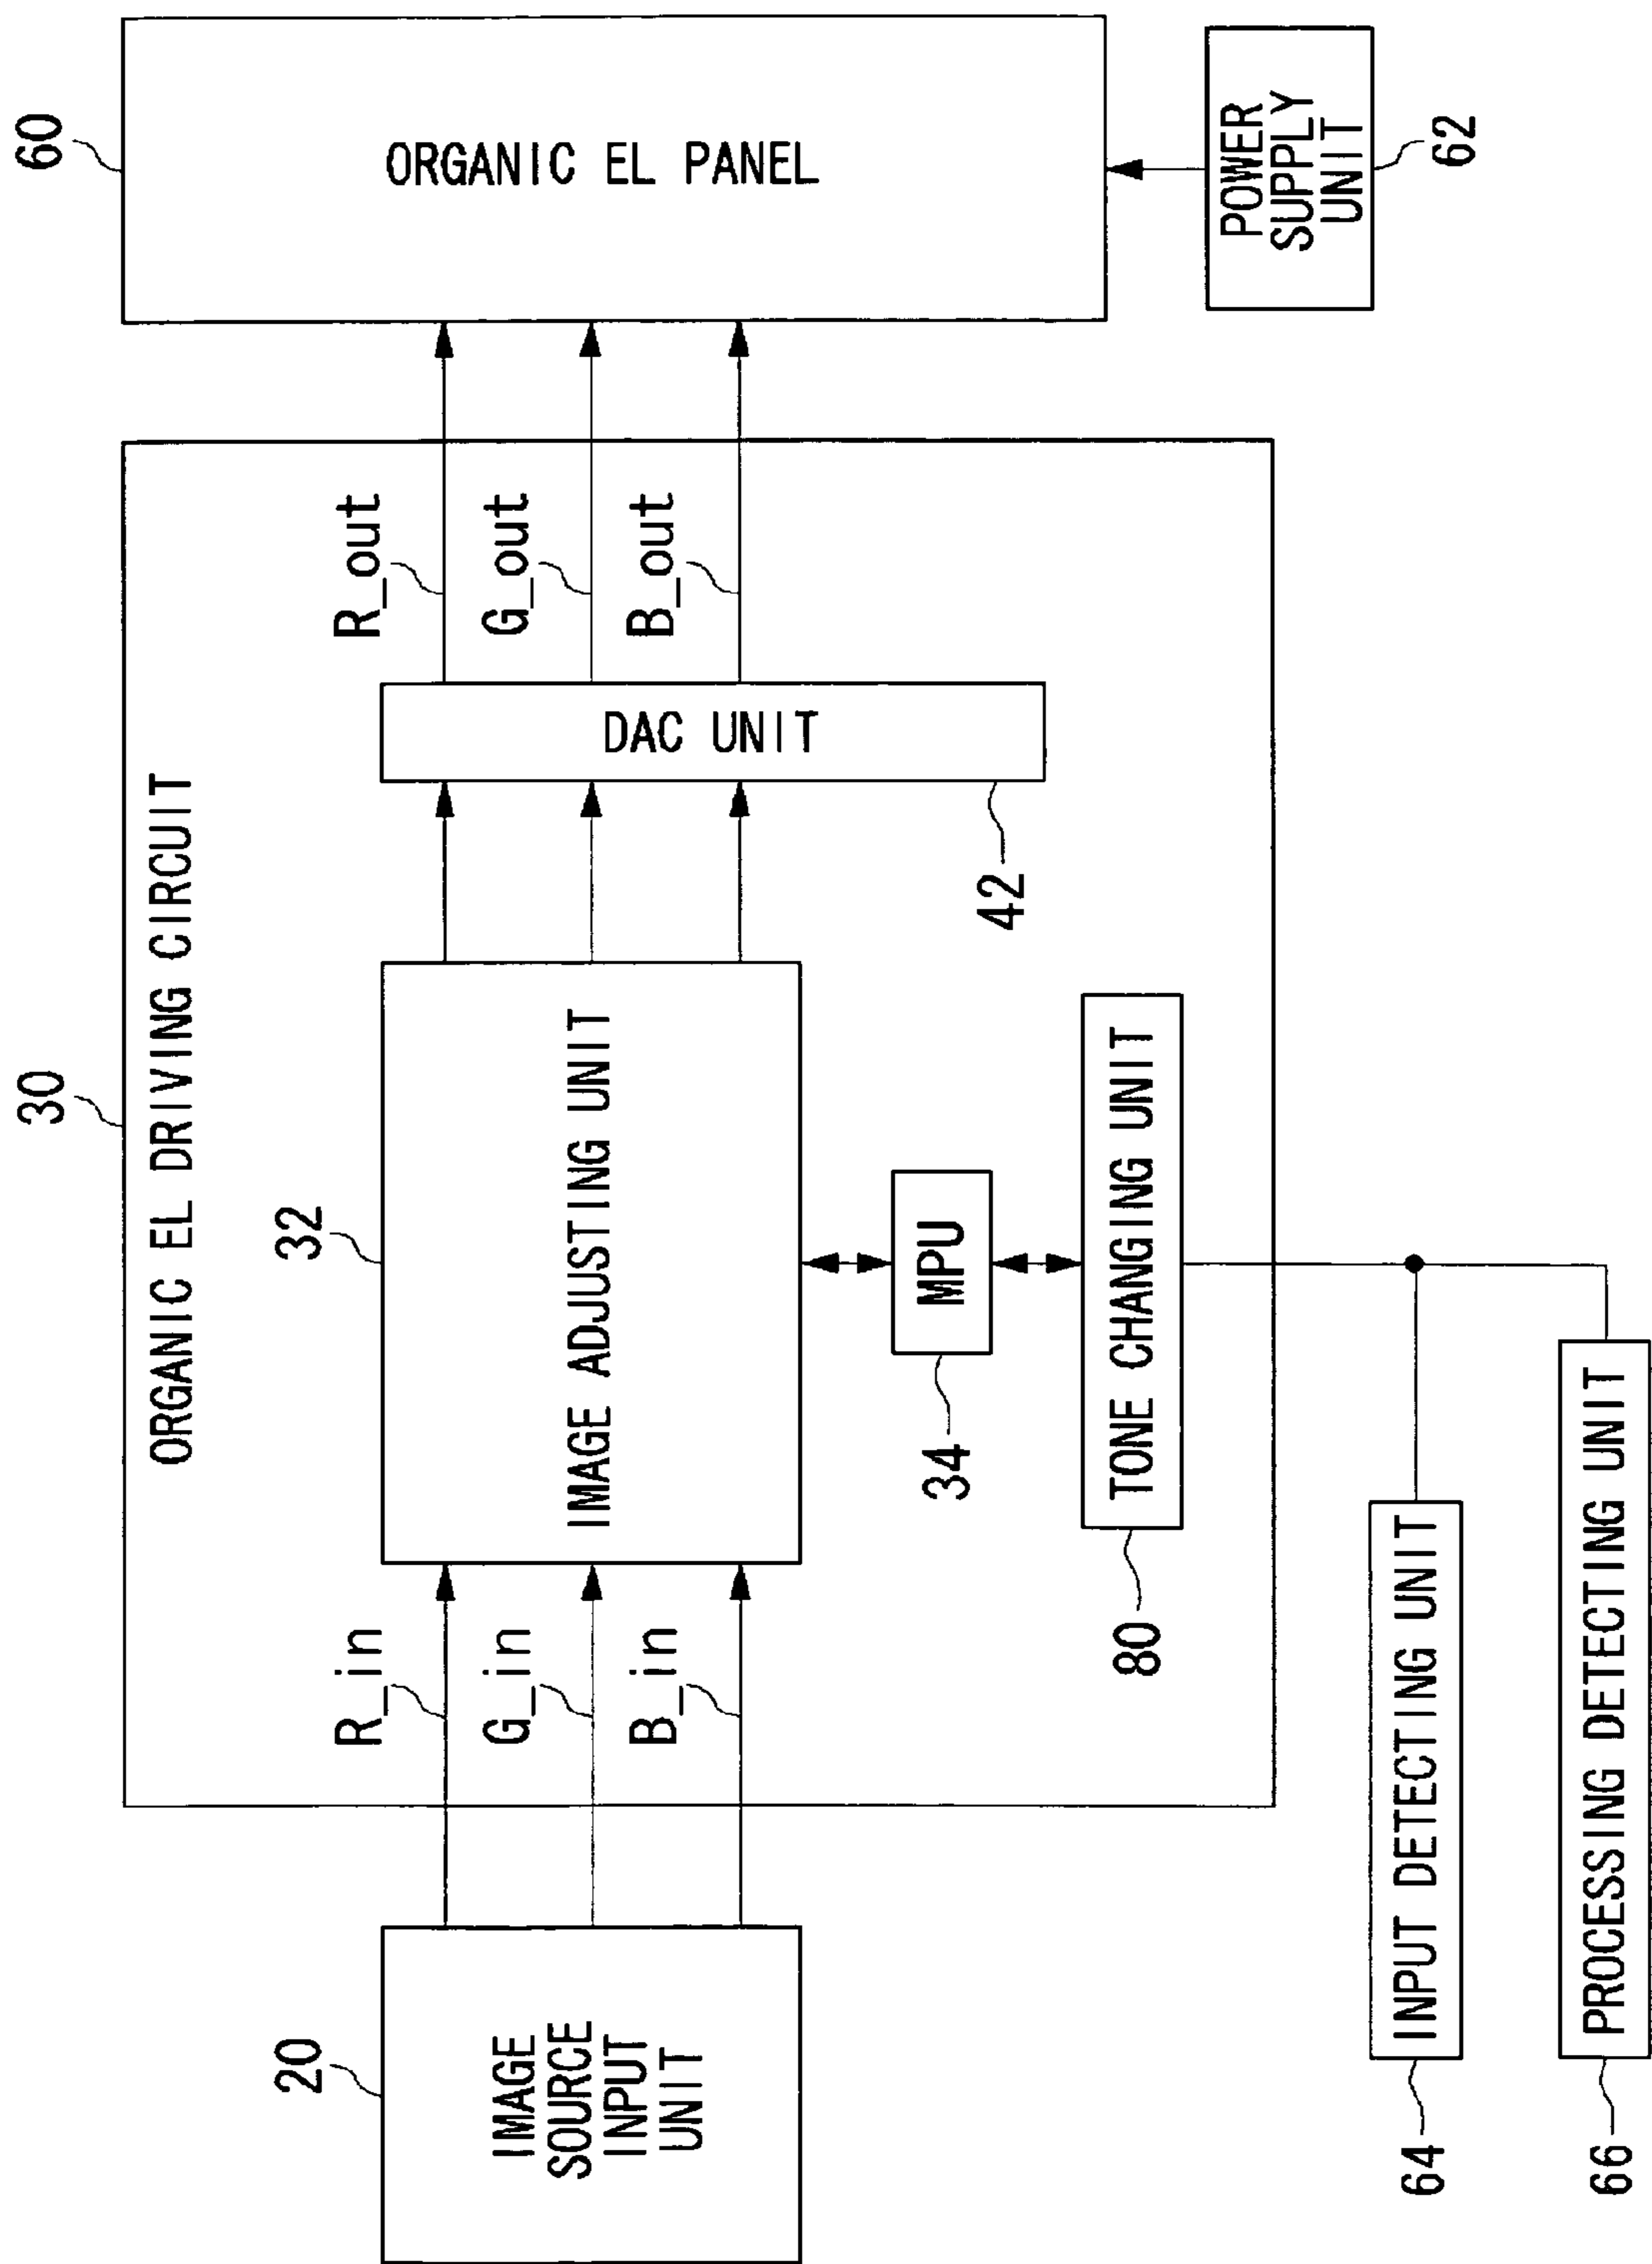 30
60
ORGANIC EL DRIVING CIRCUIT
20
32
R_in
R_out
IMAGE
SOURCE
INPUT
UNIT
G_in
IMAGE ADJUSTING UNIT
G_out
DAC UNIT
ORGANIC EL PANEL
B_in
B_out
34
MPU
42
80
TONE CHANGING UNIT
POWER
SUPPLY
UNIT
62
64
INPUT DETECTING UNIT
66
PROCESSING DETECTING UNIT